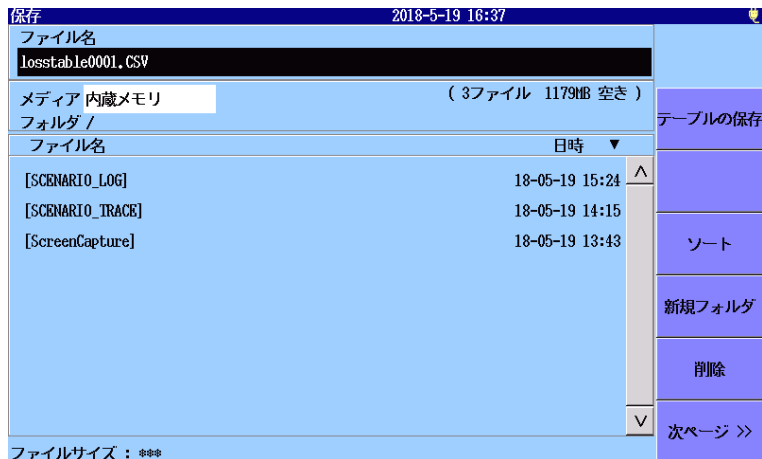 保存 2018-5-19 16:37
ファイル名
losstable0001.CSV
メディア 内蔵メモリ ( 3ファイル 1179MB 空き )
フォルダ /
ファイル名 日時 ▼
[SCENARIO_LOG] 18-05-19 15:24
[SCENARIO_TRACE] 18-05-19 14:15
[ScreenCapture] 18-05-19 13:43
ファイルサイズ : ***
テーブルの保存
ソート
新規フォルダ
削除
次ページ >>